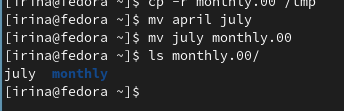 [irina@fedora ~]$ cp -r monthly.00 /tmp
[irina@fedora ~]$ mv april july
[irina@fedora ~]$ mv july monthly.00
[irina@fedora ~]$ ls monthly.00/
july  monthly
[irina@fedora ~]$